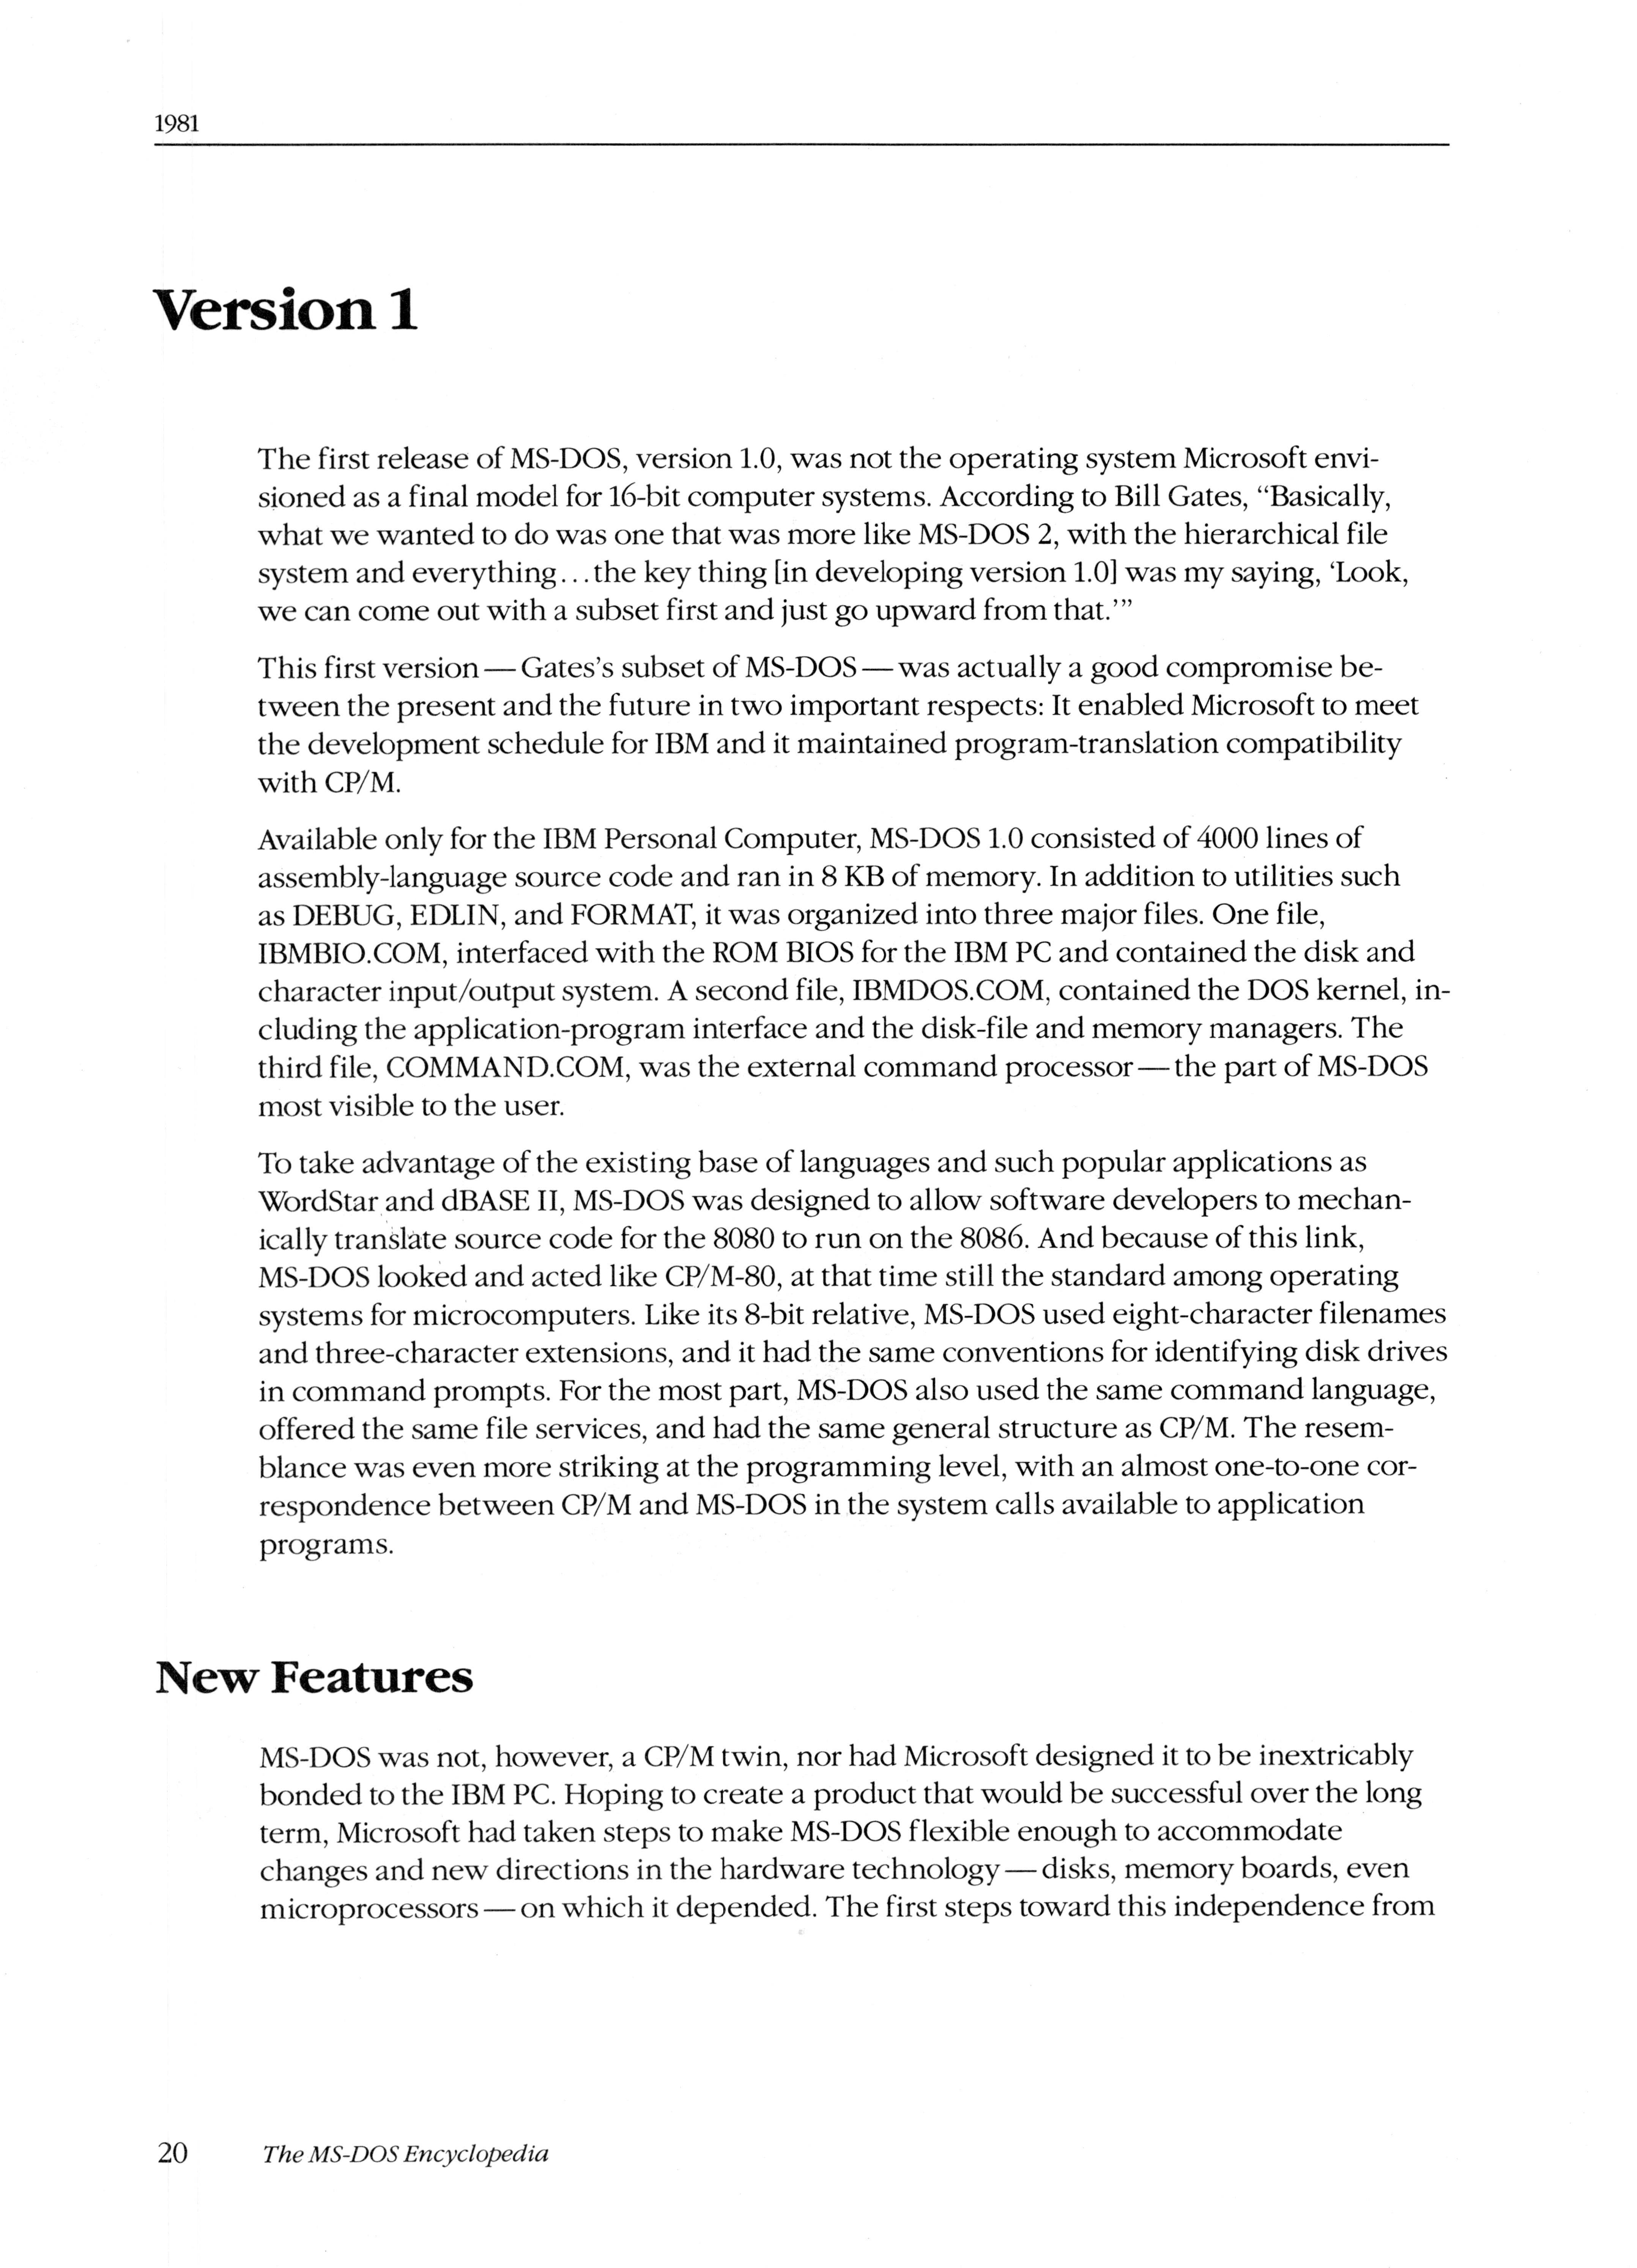 1981
Version 1
The first release of MS-DOS, version 1.0, was not the operating system Microsoft envi-
sioned as a final model for 16-bit computer systems. According to Bill Gates, “Basically,
what we wanted to do was one that was more like MS-DOS 2, with the hierarchical file
system and everything...the key thing [in developing version 1.0] was my saying, ‘Look,
we can come out with a subset first and just go upward from that.’”
This first version—Gates’s subset of MS-DOS—was actually a good compromise be-
tween the present and the future in two important respects: It enabled Microsoft to meet
the development schedule for IBM and it maintained program-translation compatibility
with CP/M.
Available only for the IBM Personal Computer, MS-DOS 1.0 consisted of 4000 lines of
assembly-language source code and ran in 8 KB of memory. In addition to utilities such
as DEBUG, EDLIN, and FORMAT, it was organized into three major files. One file,
IBMBIO.COM, interfaced with the ROM BIOS for the IBM PC and contained the disk and
character input/output system. A second file, IBMDOS.COM, contained the DOS kernel, in-
cluding the application-program interface and the disk-file and memory managers. The
third file, COMMAND.COM, was the external command processor—the part of MS-DOS
most visible to the user.
To take advantage of the existing base of languages and such popular applications as
WordStar and dBASE II, MS-DOS was designed to allow software developers to mechan-
ically translate source code for the 8080 to run on the 8086. And because of this link,
MS-DOS looked and acted like CP/M-80, at that time still the standard among operating
systems for microcomputers. Like its 8-bit relative, MS-DOS used eight-character filenames
and three-character extensions, and it had the same conventions for identifying disk drives
in command prompts. For the most part, MS-DOS also used the same command language,
offered the same file services, and had the same general structure as CP/M. The resem-
blance was even more striking at the programming level, with an almost one-to-one cor-
respondence between CP/M and MS-DOS in the system calls available to application
programs.
New Features
MS-DOS was not, however, a CP/M twin, nor had Microsoft designed it to be inextricably
bonded to the IBM PC. Hoping to create a product that would be successful over the long
term, Microsoft had taken steps to make MS-DOS flexible enough to accommodate
changes and new directions in the hardware technology—disks, memory boards, even
microprocessors—on which it depended. The first steps toward this independence from
20 The MS-DOS Encyclopedia